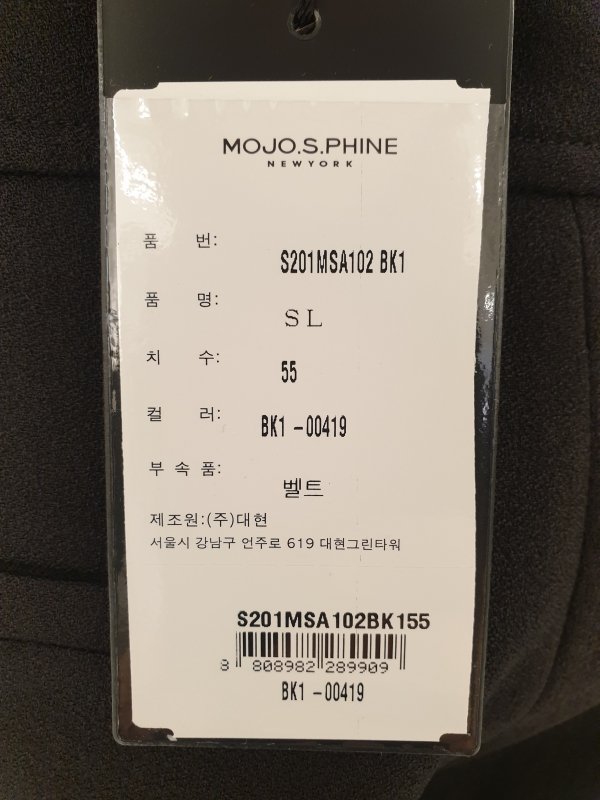 MOJO.S.PHINE
NEWYORK
품 번: S201MSA102 BK1
품 명: SL
치 수: 55
컬 러: BK1 -00419
부 속 품: 벨트
제조원:(주)대현
서울시 강남구 언주로 619 대현그린타워
S201MSA102BK155
8 808982 289909
BK1 -00419